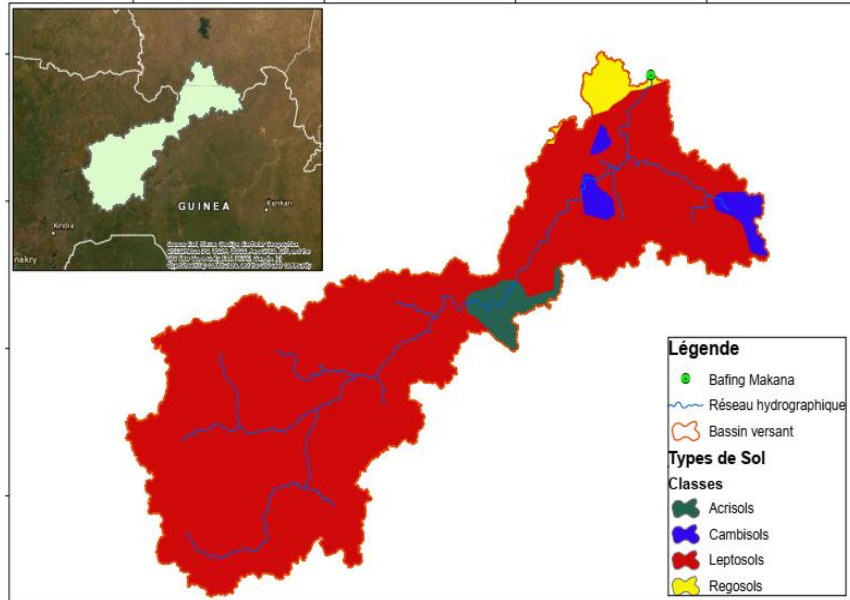 GUINEA
Kankan
Kindia
nakry
Légende
Bafing Makana
Réseau hydrographique
Bassin versant
Types de Sol
Classes
Acrisols
Cambisols
Leptosols
Regosols